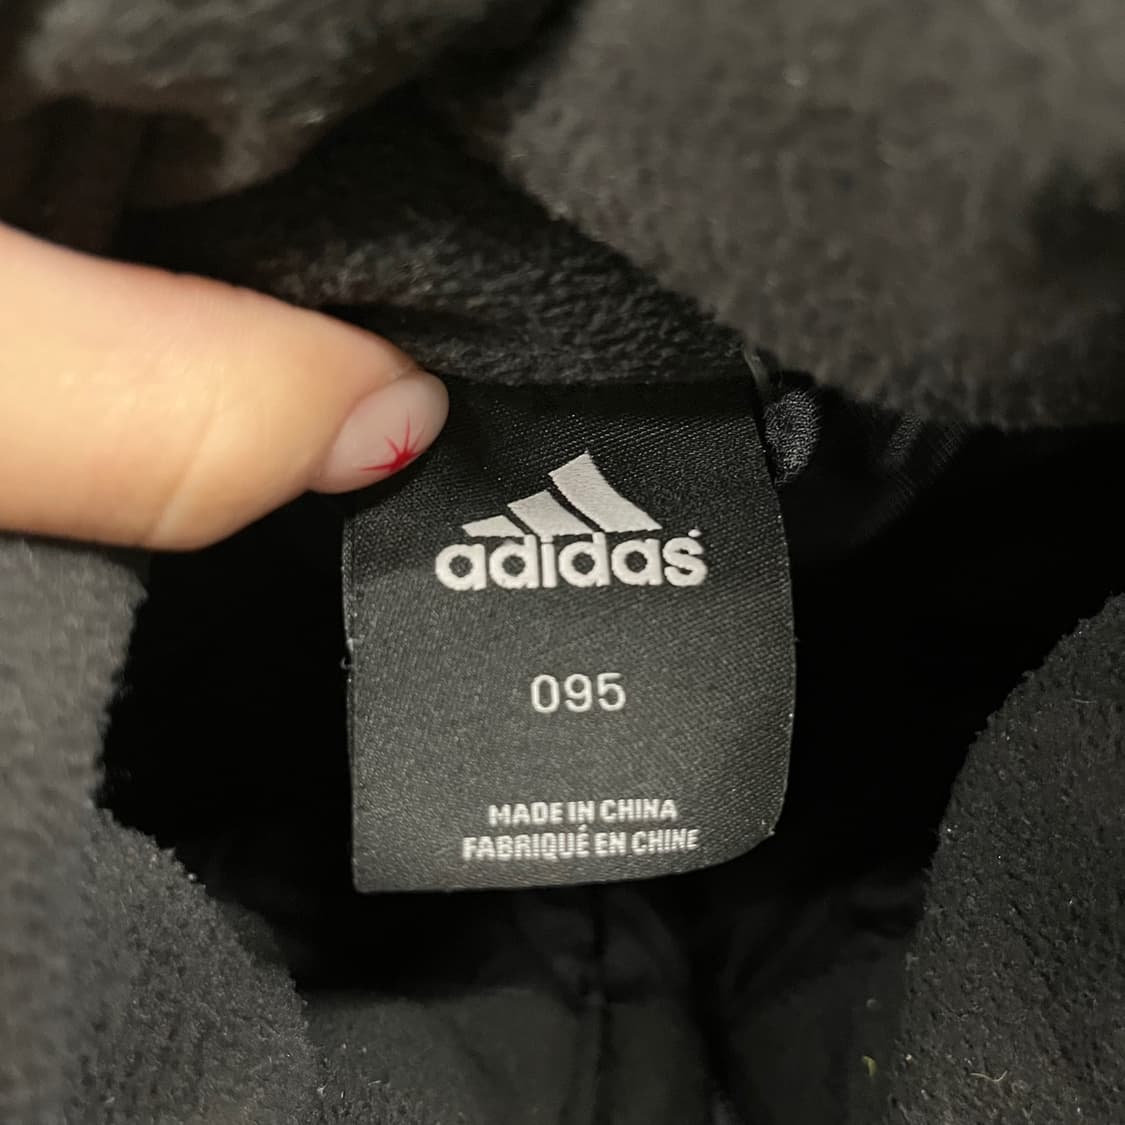 adidas
095
MADE IN CHINA
FABRIQUÉ EN CHINE